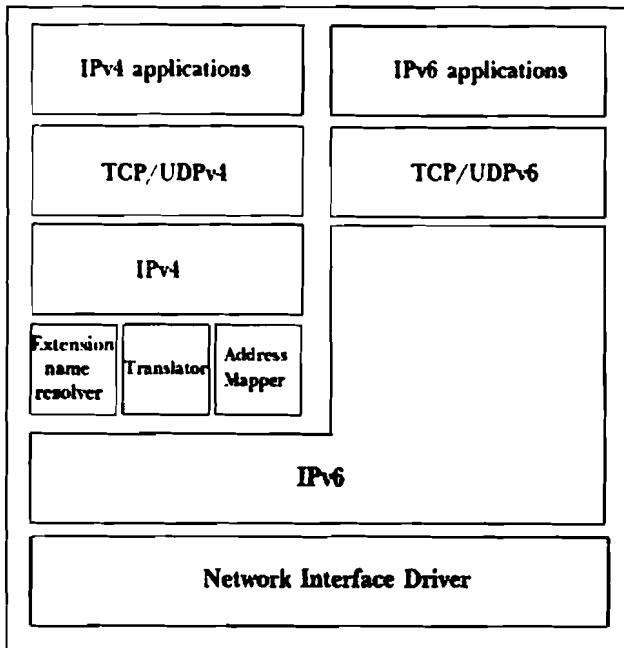 IPv4 applications
IPv6 applications
TCP/UDPv4
TCP/UDPv6
IPv4
Extension
name
resolver
Translator
Address
Mapper
IPv6
Network Interface Driver